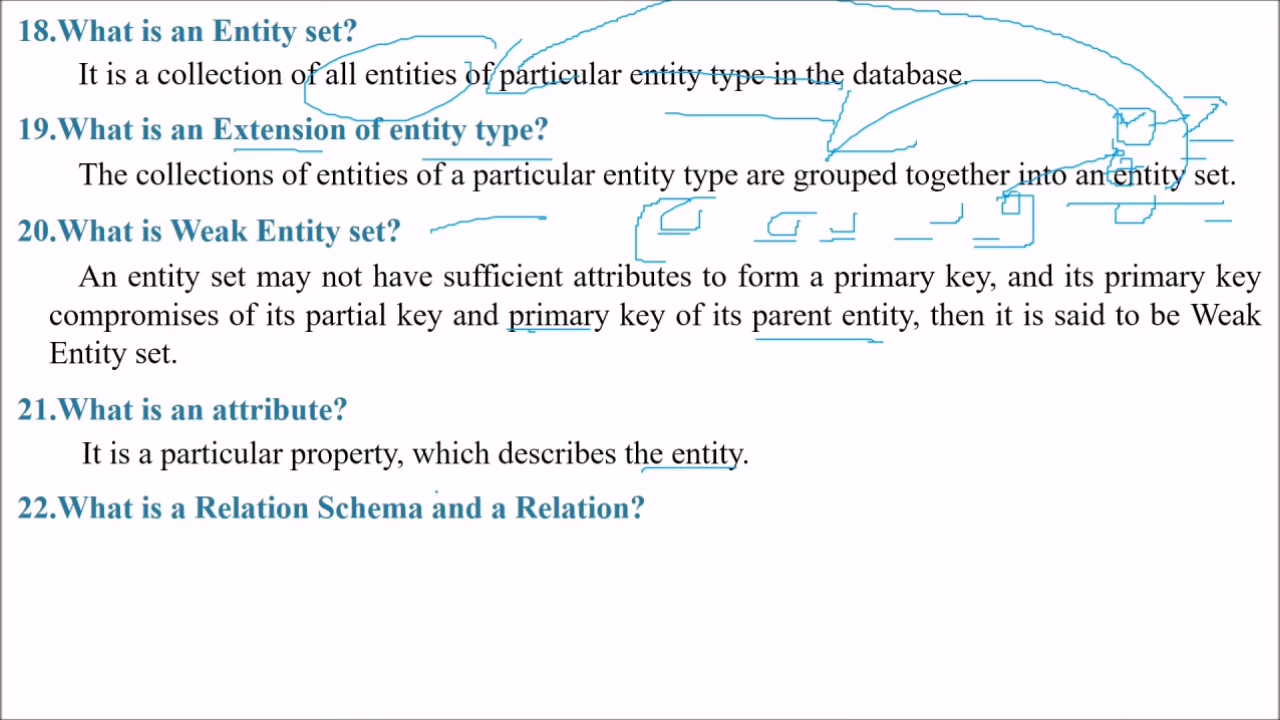 18.What is an Entity set?
It is a collection of all entities of particular entity type in the database.
19.What is an Extension of entity type?
The collections of entities of a particular entity type are grouped together into an entity set.
20.What is Weak Entity set?
An entity set may not have sufficient attributes to form a primary key, and its primary key
compromises of its partial key and primary key of its parent entity, then it is said to be Weak
Entity set.
21.What is an attribute?
It is a particular property, which describes the entity.
22.What is a Relation Schema and a Relation?